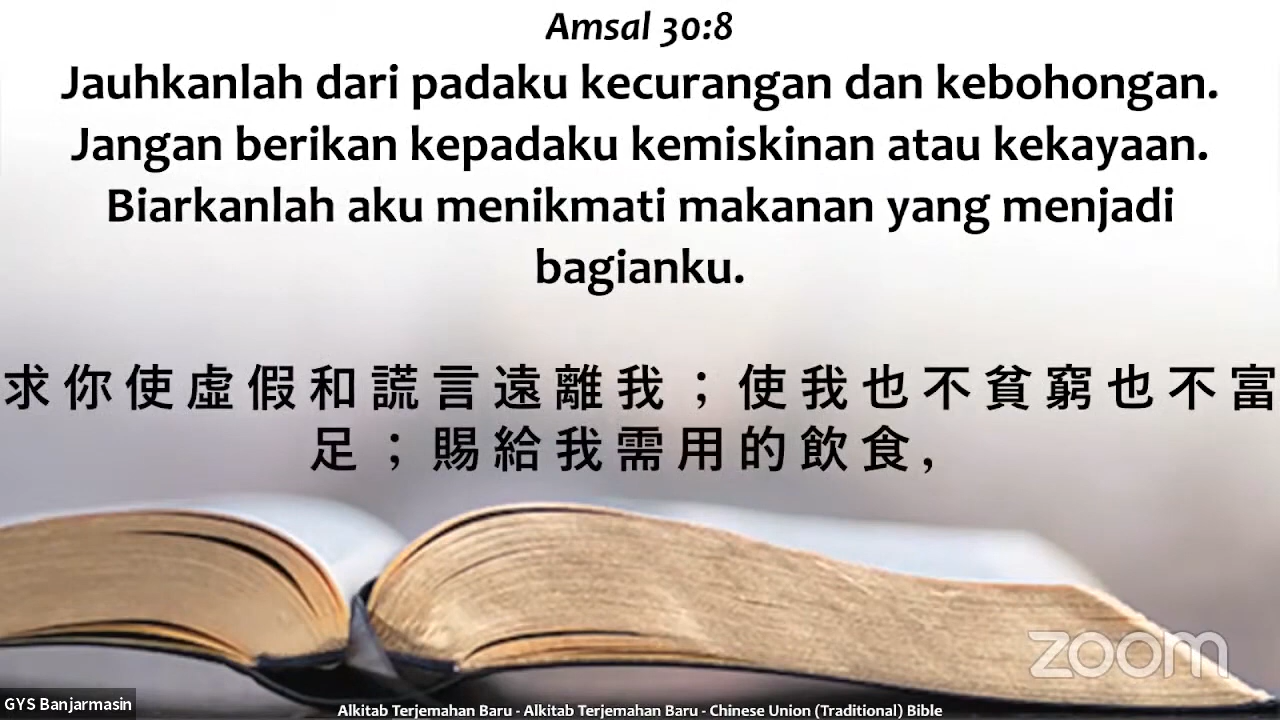 Amsal 30:8
Jauhkanlah dari padaku kecurangan dan kebohongan.
Jangan berikan kepadaku kemiskinan atau kekayaan.
Biarkanlah aku menikmati makanan yang menjadi
bagianku.
求你使虛假和謊言遠離我；使我也不貧窮也不富
足；賜給我需用的飲食,
zoom
GYS Banjarmasin
Alkitab Terjemahan Baru - Alkitab Terjemahan Baru - Chinese Union (Traditional) Bible